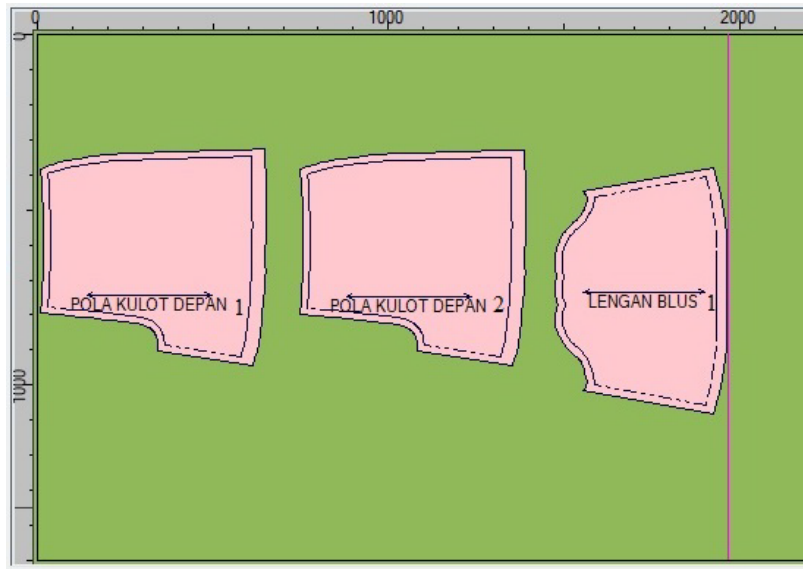 0 1000 2000
0
POLA KULOT DEPAN 1
POLA KULOT DEPAN 2
LENGAN BLUS 1
1000